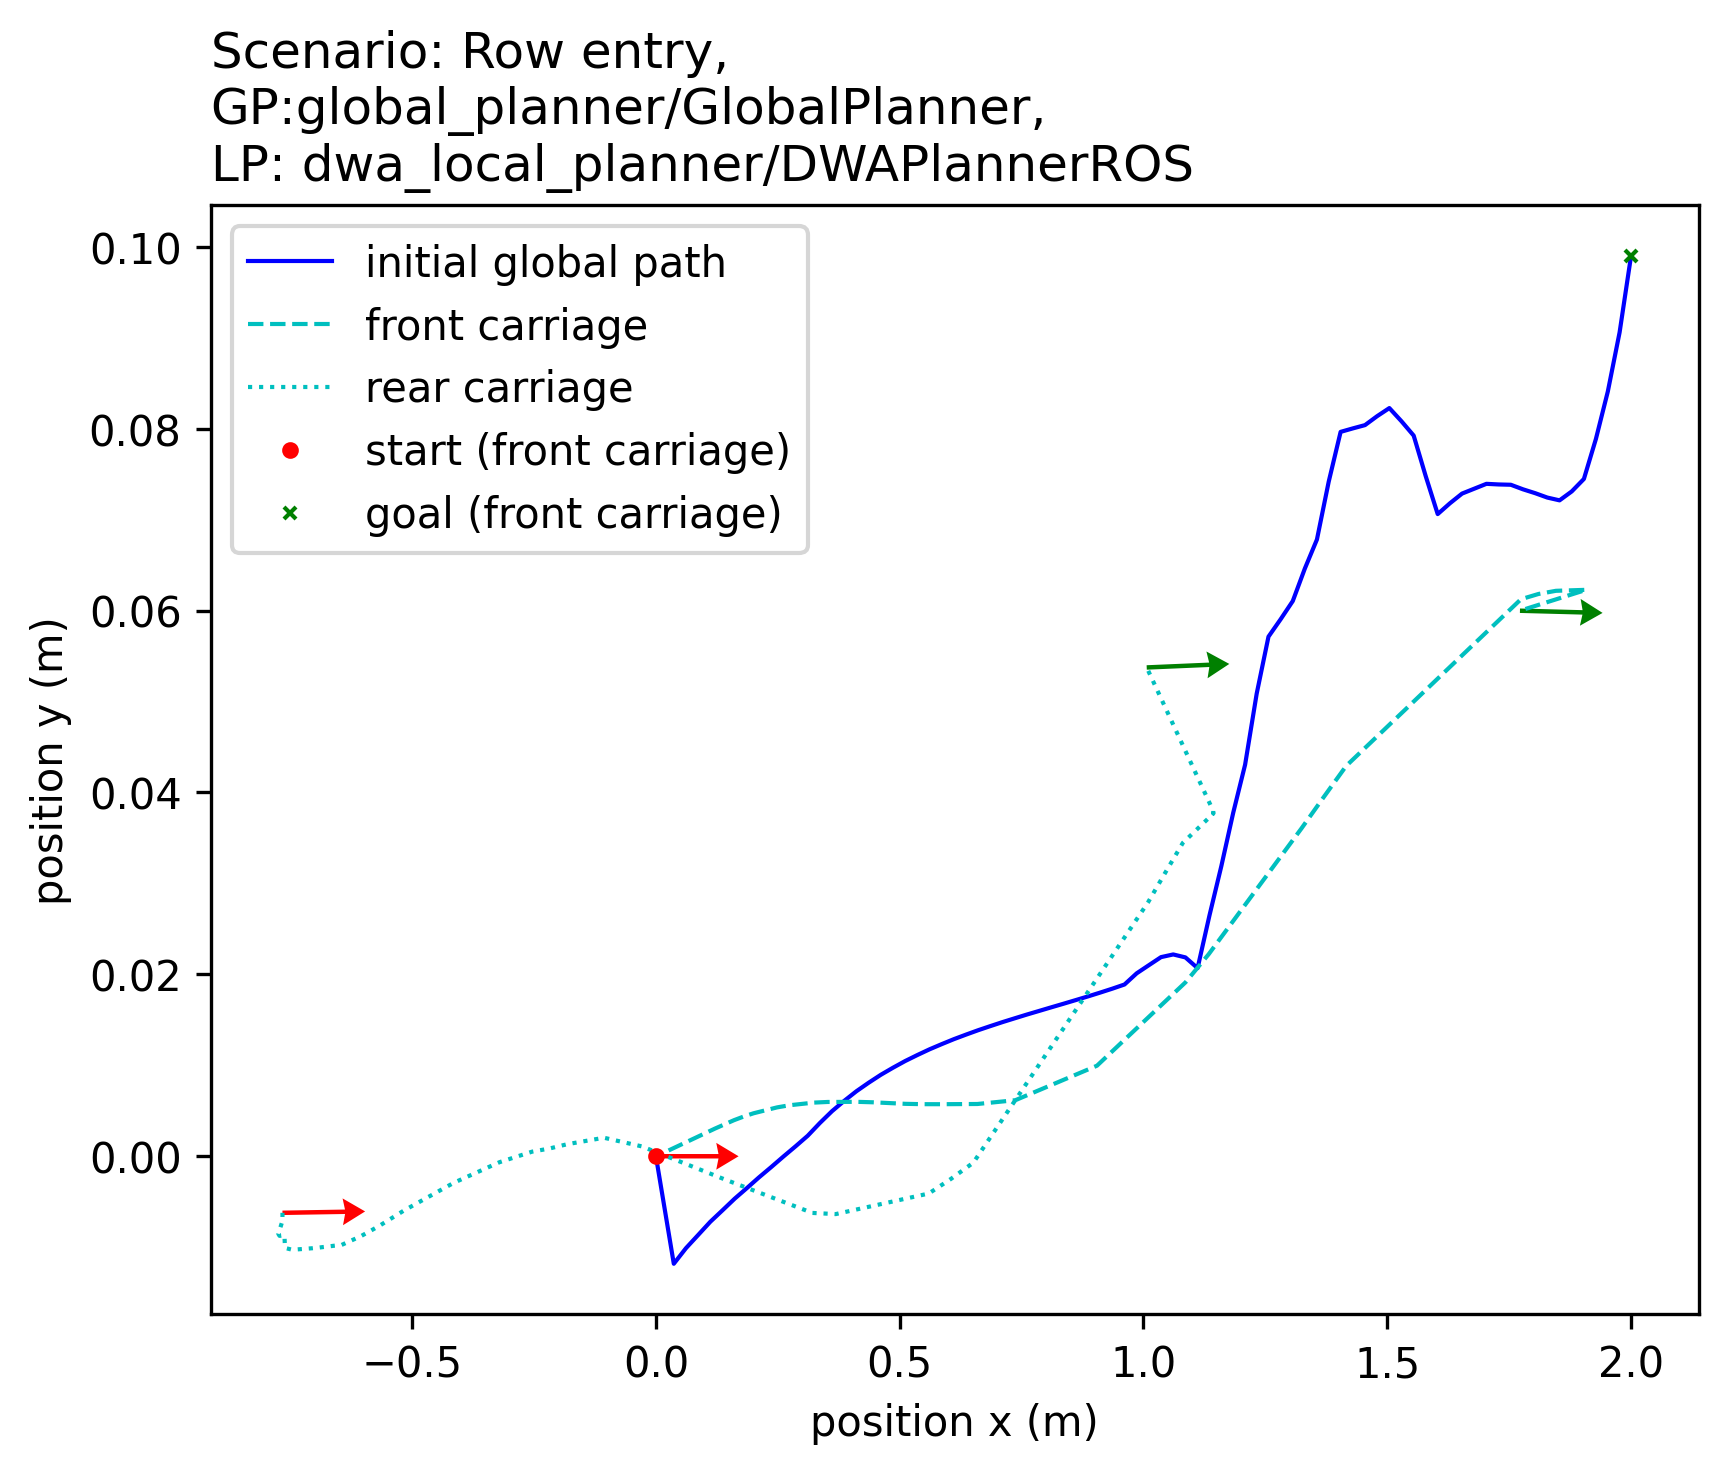 Scenario: Row entry,
GP:global_planner/GlobalPlanner,
LP: dwa_local_planner/DWAPlannerROS
initial global path
front carriage
rear carriage
start (front carriage)
goal (front carriage)
0.10
0.08
0.06
0.04
0.02
0.00
position y (m)
−0.5 0.0 0.5 1.0 1.5 2.0
position x (m)